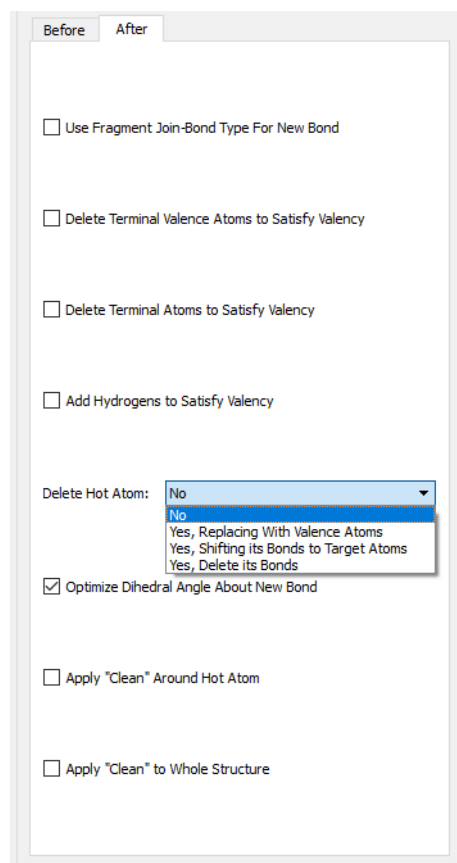 Before After
Use Fragment Join-Bond Type For New Bond
Delete Terminal Valence Atoms to Satisfy Valency
Delete Terminal Atoms to Satisfy Valency
Add Hydrogens to Satisfy Valency
Delete Hot Atom: No
No
Yes, Replacing With Valence Atoms
Yes, Shifting its Bonds to Target Atoms
Yes, Delete its Bonds
Optimize Dihedral Angle About New Bond
Apply "Clean" Around Hot Atom
Apply "Clean" to Whole Structure